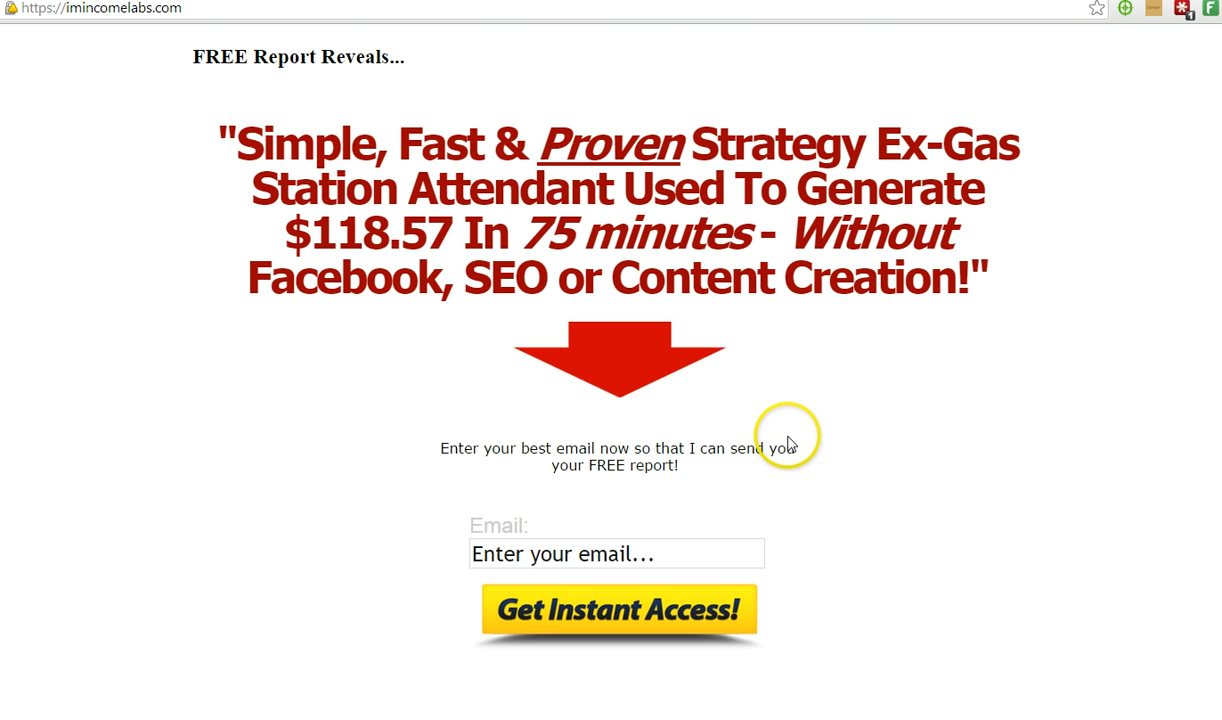 https://imincomelabs.com
1
F
FREE Report Reveals...
"Simple, Fast & Proven Strategy Ex-Gas
Station Attendant Used To Generate
$118.57 In 75 minutes - Without
Facebook, SEO or Content Creation!"
Enter your best email now so that I can send you
your FREE report!
Email:
Enter your email...
Get Instant Access!